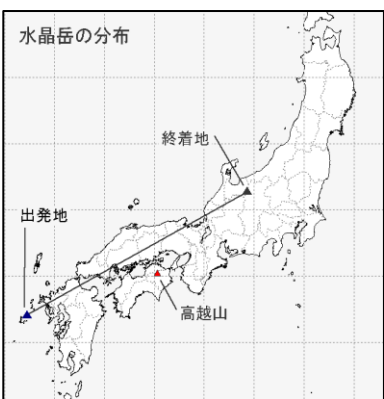 水晶岳の分布
終着地
出発地
高越山